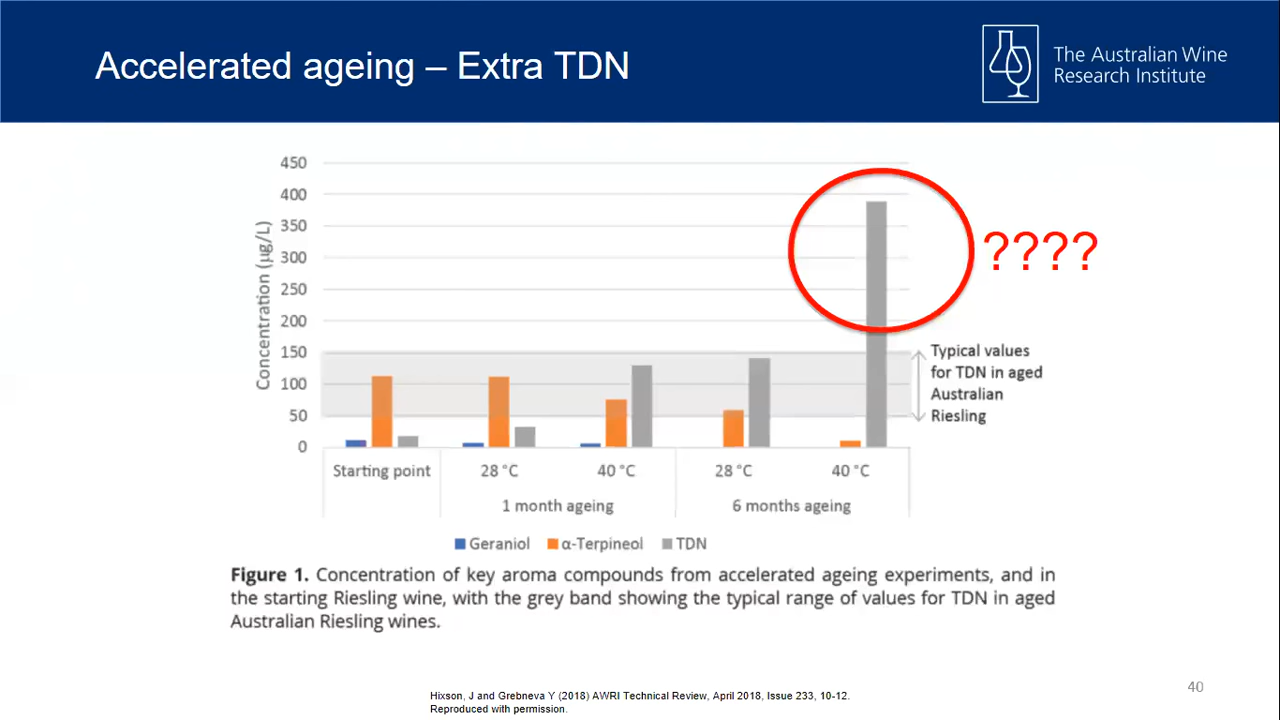 Accelerated ageing – Extra TDN
The Australian Wine
Research Institute
450
400
350
300
250
200
150
100
50
0
Concentration (µg/L)
????
Typical values
for TDN in aged
Australian
Riesling
Starting point
28 °C
40 °C
28 °C
40 °C
1 month ageing
6 months ageing
Geraniol
α-Terpineol
TDN
Figure 1. Concentration of key aroma compounds from accelerated ageing experiments, and in
the starting Riesling wine, with the grey band showing the typical range of values for TDN in aged
Australian Riesling wines.
Hixson, J and Grebneva Y (2018) AWRI Technical Review, April 2018, Issue 233, 10-12.
Reproduced with permission.
40